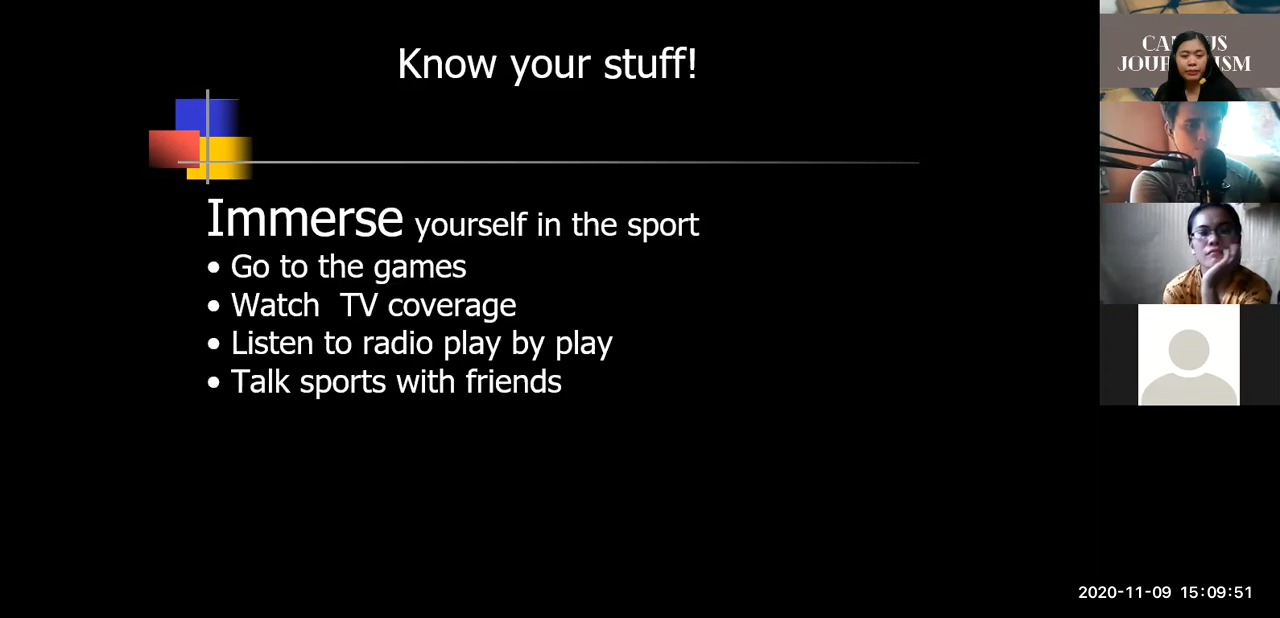 Know your stuff!
Immerse yourself in the sport
• Go to the games
• Watch  TV coverage
• Listen to radio play by play
• Talk sports with friends
2020-11-09 15:09:51